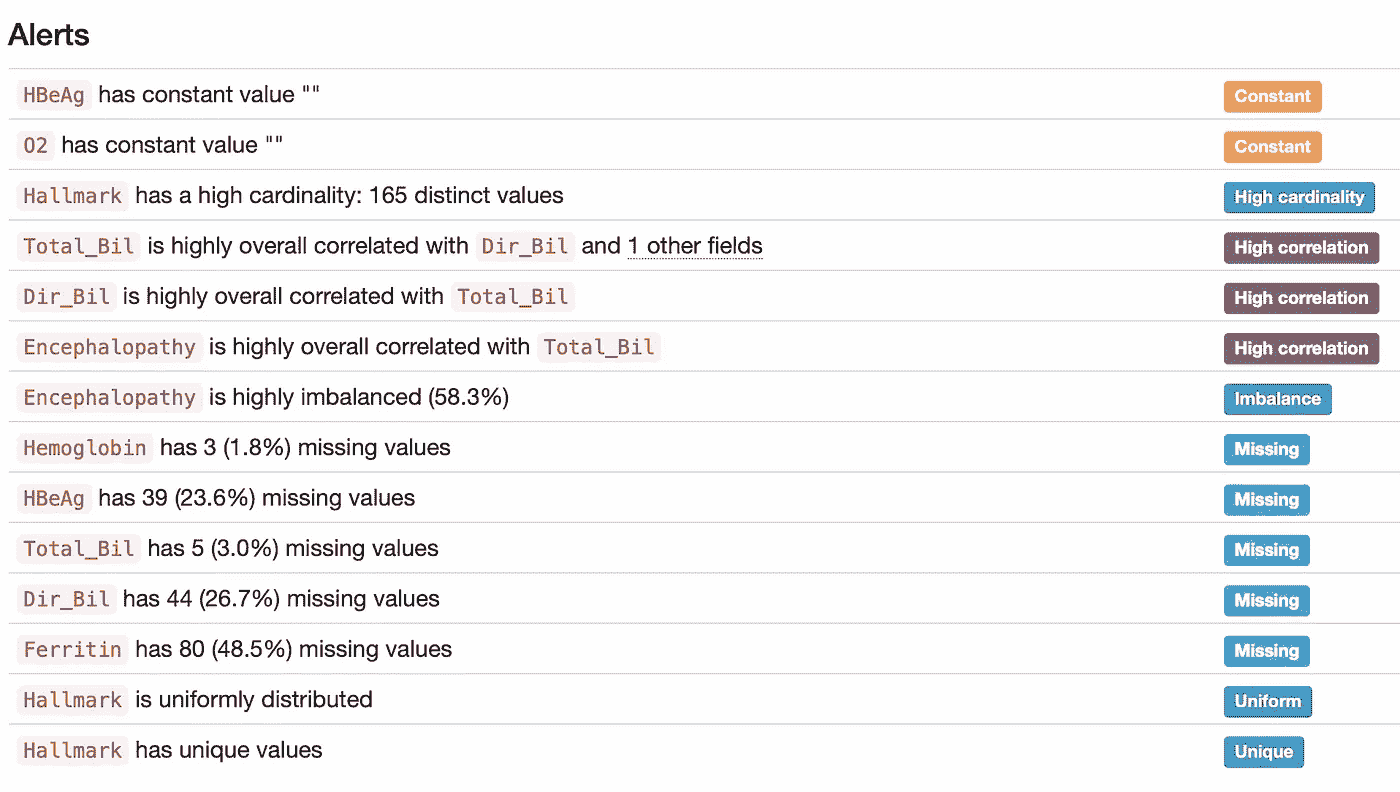 Alerts
HBeAg has constant value "" Constant
O2 has constant value "" Constant
Hallmark has a high cardinality: 165 distinct values High cardinality
Total_Bil is highly overall correlated with Dir_Bil and 1 other fields High correlation
Dir_Bil is highly overall correlated with Total_Bil High correlation
Encephalopathy is highly overall correlated with Total_Bil High correlation
Encephalopathy is highly imbalanced (58.3%) Imbalance
Hemoglobin has 3 (1.8%) missing values Missing
HBeAg has 39 (23.6%) missing values Missing
Total_Bil has 5 (3.0%) missing values Missing
Dir_Bil has 44 (26.7%) missing values Missing
Ferritin has 80 (48.5%) missing values Missing
Hallmark is uniformly distributed Uniform
Hallmark has unique values Unique